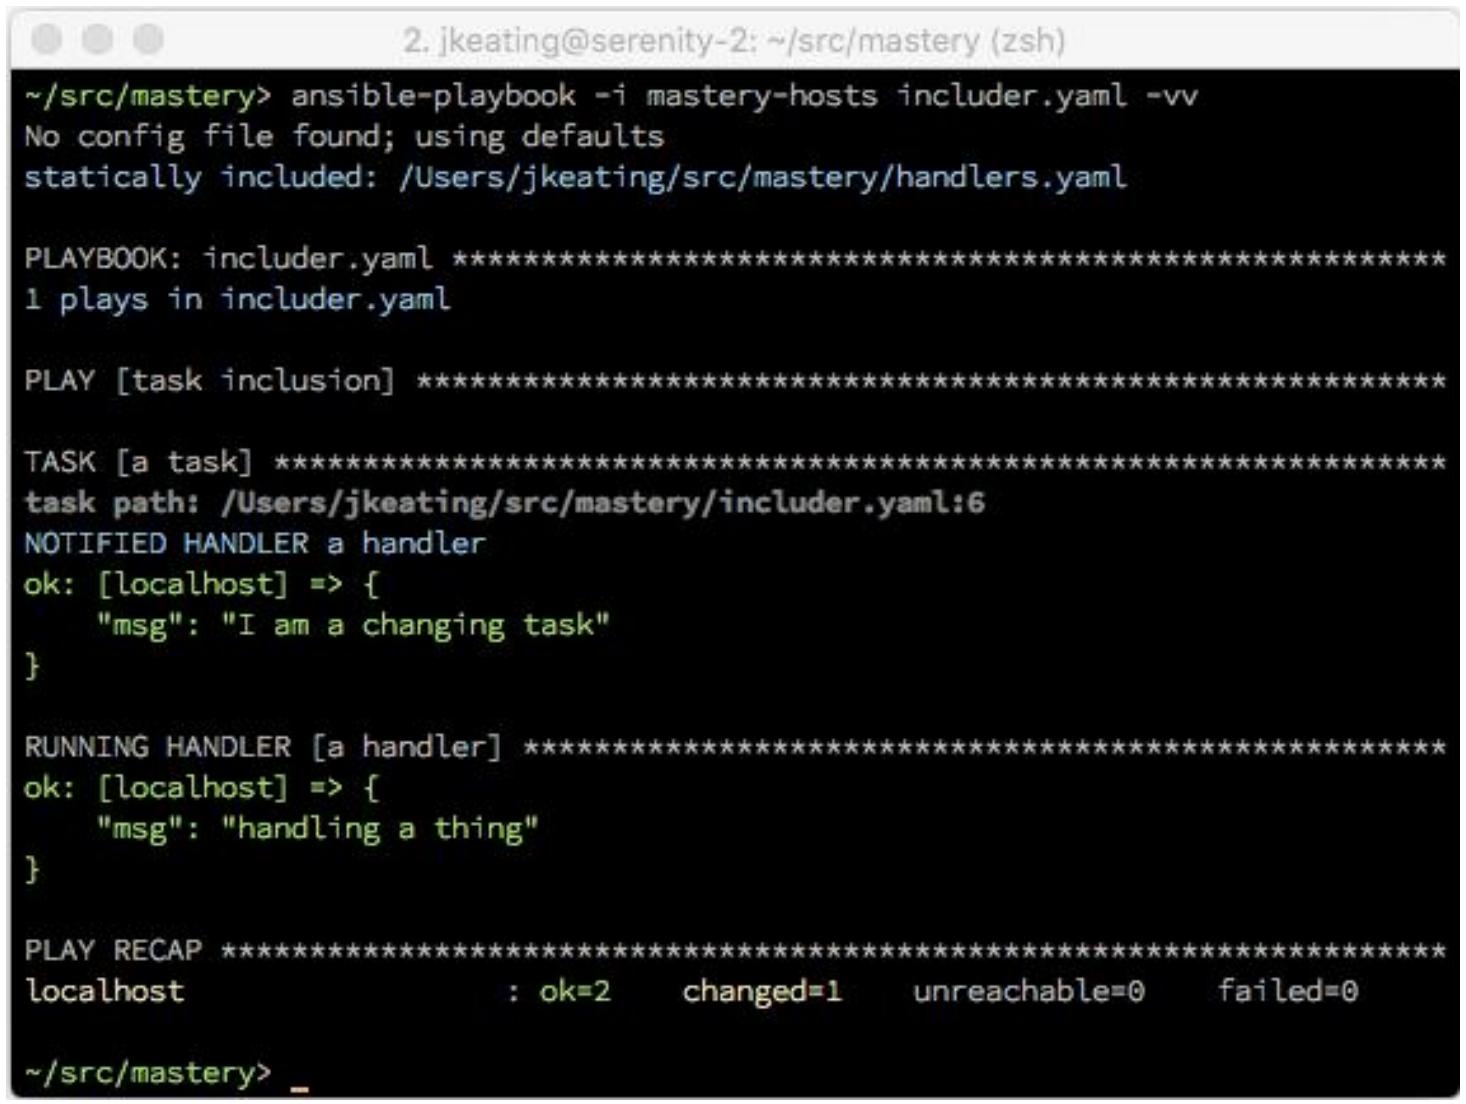 2. jkeating@serenity-2: ~/src/mastery (zsh)
~/src/mastery> ansible-playbook -i mastery-hosts includer.yaml -vv
No config file found; using defaults
statically included: /Users/jkeating/src/mastery/handlers.yaml
PLAYBOOK: includer.yaml ********************************************************
1 plays in includer.yaml
PLAY [task inclusion] **********************************************************
TASK [a task] ******************************************************************
task path: /Users/jkeating/src/mastery/includer.yaml:6
NOTIFIED HANDLER a handler
ok: [localhost] => {
    "msg": "I am a changing task"
}
RUNNING HANDLER [a handler] ****************************************************
ok: [localhost] => {
    "msg": "handling a thing"
}
PLAY RECAP *********************************************************************
localhost                  : ok=2    changed=1    unreachable=0    failed=0
~/src/mastery> _